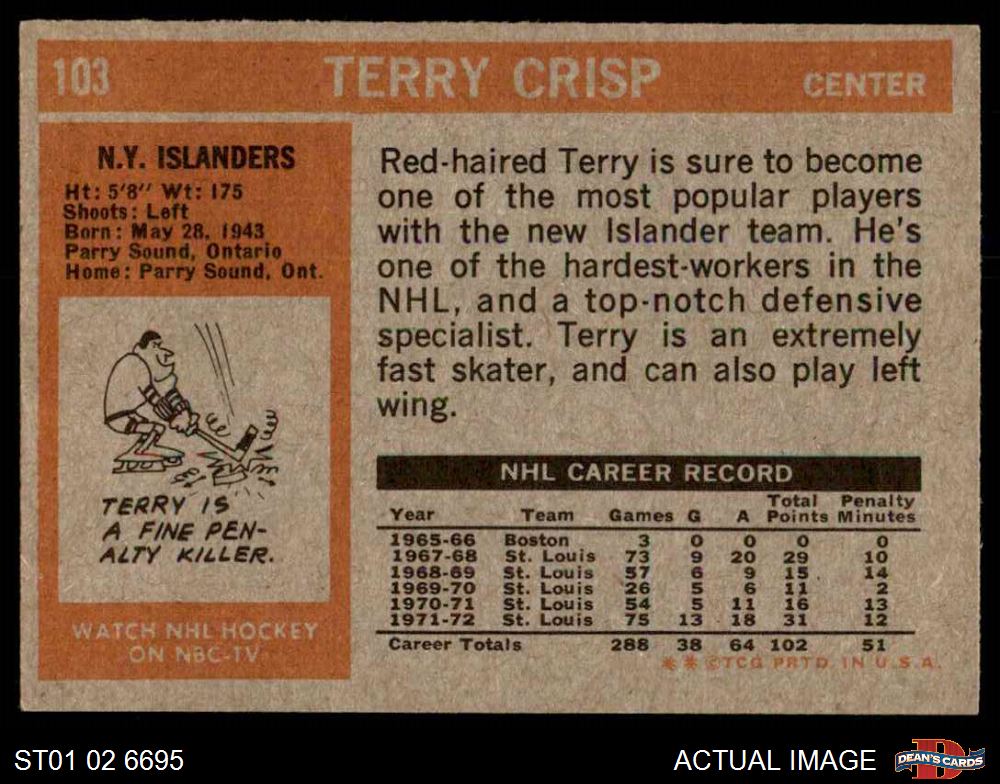 103 TERRY CRISP CENTER
N.Y. ISLANDERS
Ht: 5'8" Wt: 175
Shoots: Left
Born: May 28, 1943
Parry Sound, Ontario
Home: Parry Sound, Ont.
TERRY IS
A FINE PEN-
ALTY KILLER.
WATCH NHL HOCKEY
ON NBC-TV
Red-haired Terry is sure to become
one of the most popular players
with the new Islander team. He's
one of the hardest-workers in the
NHL, and a top-notch defensive
specialist. Terry is an extremely
fast skater, and can also play left
wing.
NHL CAREER RECORD
Total Penalty
Year Team Games G A Points Minutes
1965-66 Boston 3 0 0 0 0
1967-68 St. Louis 73 9 20 29 10
1968-69 St. Louis 57 6 9 15 14
1969-70 St. Louis 26 5 6 11 2
1970-71 St. Louis 54 5 11 16 13
1971-72 St. Louis 75 13 18 31 12
Career Totals 288 38 64 102 51
**©TCG PRTD. IN U.S.A.
ST01 02 6695 ACTUAL IMAGE DEAN'S CARDS